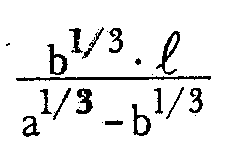 b^{1/3} · ℓ
a^{1/3} – b^{1/3}